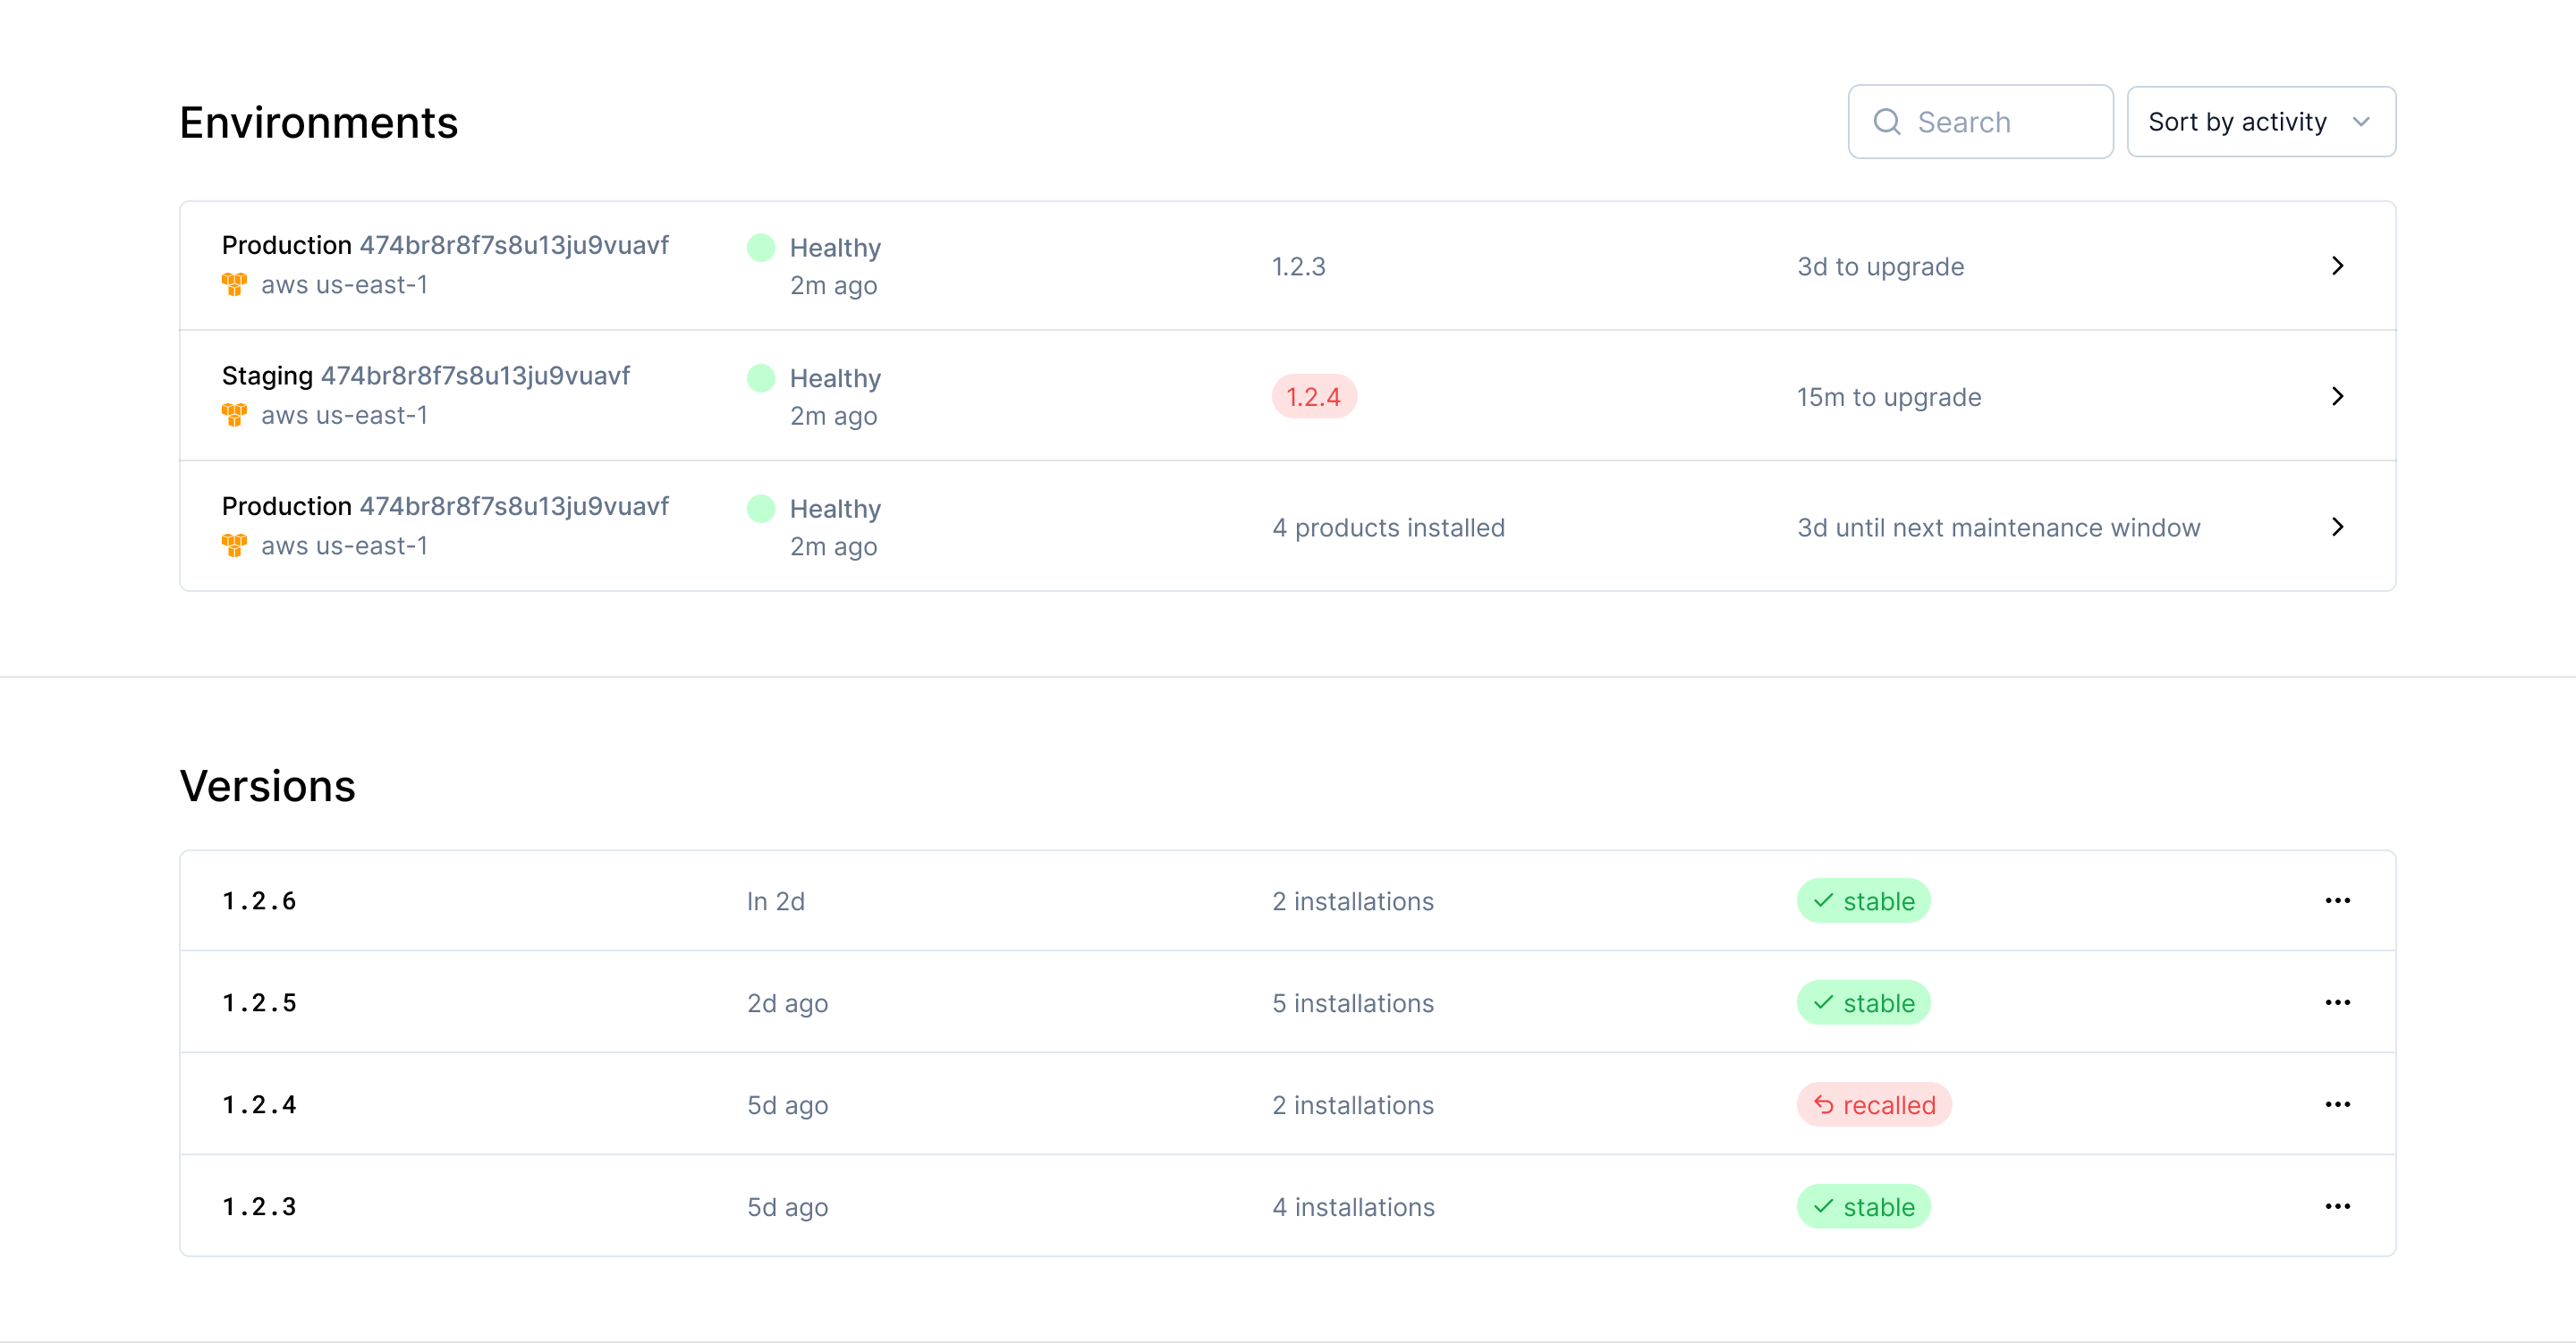 Environments
Search
Sort by activity
Production 474br8r8f7s8u13ju9vuavf
aws us-east-1
Healthy
2m ago
1.2.3
3d to upgrade
Staging 474br8r8f7s8u13ju9vuavf
aws us-east-1
Healthy
2m ago
1.2.4
15m to upgrade
Production 474br8r8f7s8u13ju9vuavf
aws us-east-1
Healthy
2m ago
4 products installed
3d until next maintenance window
Versions
1.2.6
In 2d
2 installations
stable
1.2.5
2d ago
5 installations
stable
1.2.4
5d ago
2 installations
recalled
1.2.3
5d ago
4 installations
stable